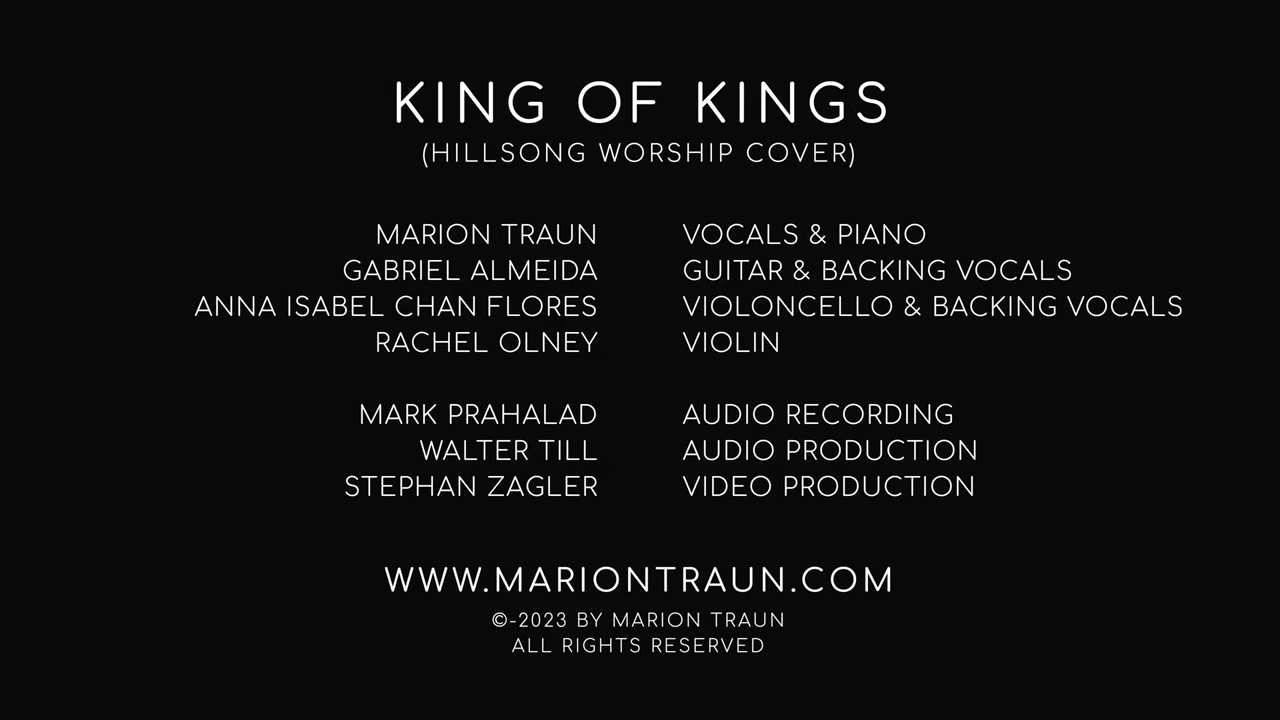 KING OF KINGS
(HILLSONG WORSHIP COVER)
MARION TRAUN VOCALS & PIANO
GABRIEL ALMEIDA GUITAR & BACKING VOCALS
ANNA ISABEL CHAN FLORES VIOLONCELLO & BACKING VOCALS
RACHEL OLNEY VIOLIN
MARK PRAHALAD AUDIO RECORDING
WALTER TILL AUDIO PRODUCTION
STEPHAN ZAGLER VIDEO PRODUCTION
WWW.MARIONTRAUN.COM
©-2023 BY MARION TRAUN
ALL RIGHTS RESERVED